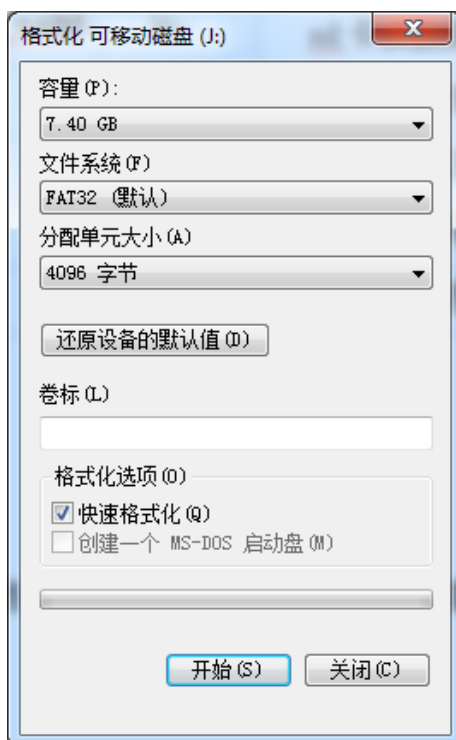 格式化 可移动磁盘 (J:)
容量(P):
7.40 GB
文件系统(F)
FAT32 (默认)
分配单元大小(A)
4096 字节
还原设备的默认值(D)
卷标(L)
格式化选项(O)
快速格式化(Q)
创建一个 MS-DOS 启动盘(M)
开始(S)
关闭(C)